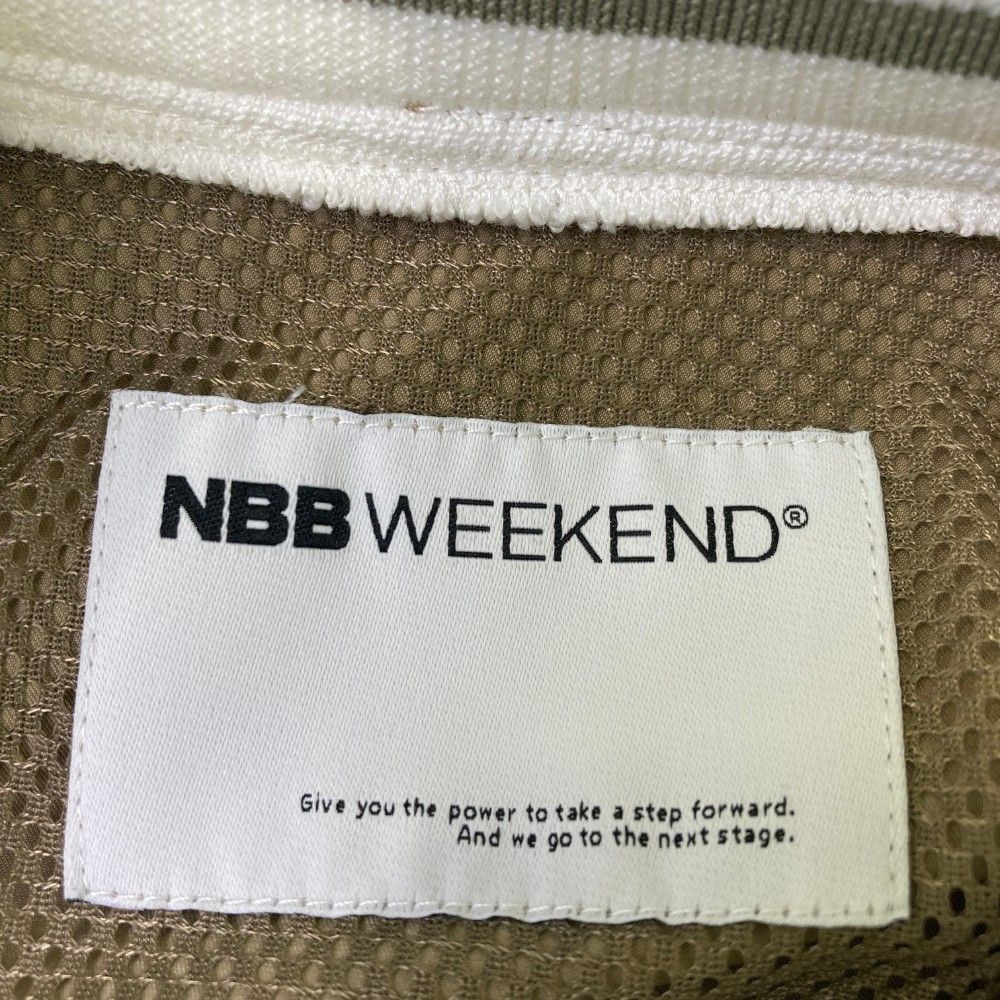 NBB WEEKEND®
Give you the power to take a step forward.
And we go to the next stage.